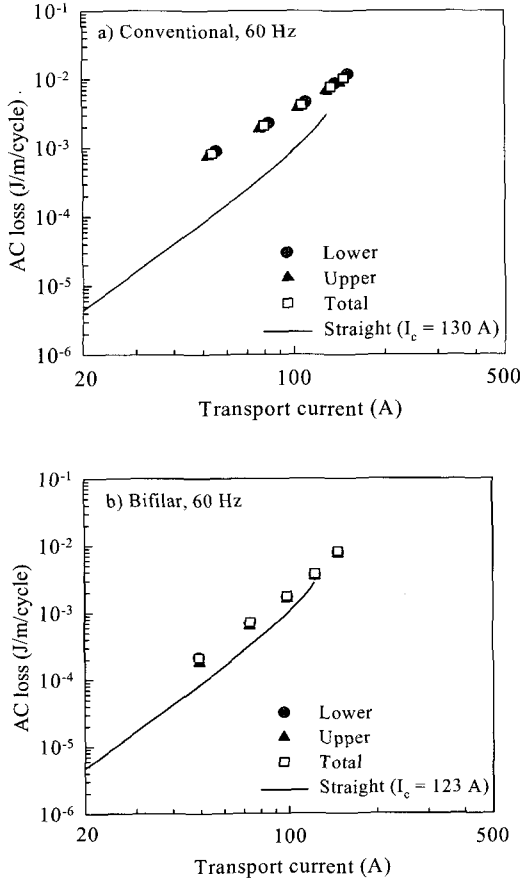 a) Conventional, 60 Hz
AC loss (J/m/cycle)
10⁻¹
10⁻²
10⁻³
10⁻⁴
10⁻⁵
10⁻⁶
Lower
Upper
Total
Straight (I_c = 130 A)
20
100
500
Transport current (A)
b) Bifilar, 60 Hz
AC loss (J/m/cycle)
10⁻¹
10⁻²
10⁻³
10⁻⁴
10⁻⁵
10⁻⁶
Lower
Upper
Total
Straight (I_c = 123 A)
20
100
500
Transport current (A)